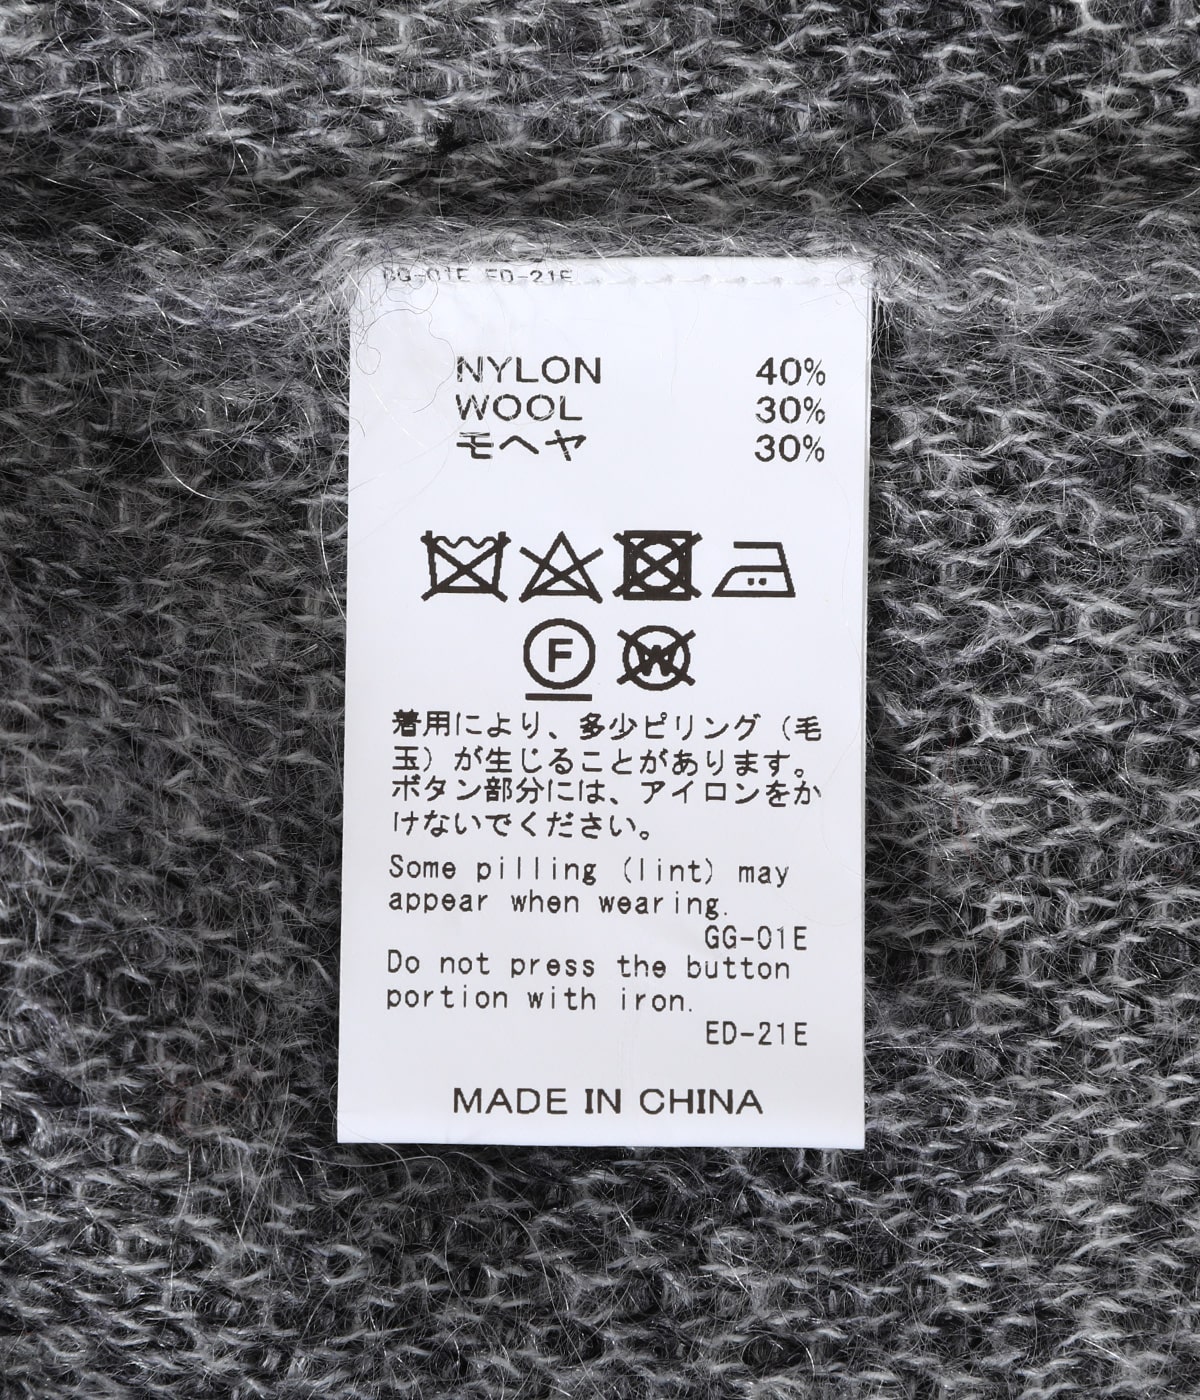 GG-01E ED-21E
NYLON 40%
WOOL 30%
モヘヤ 30%
F W
着用により、多少ピリング（毛
玉）が生じることがあります。
ボタン部分には、アイロンをか
けないでください。
Some pilling (lint) may
appear when wearing.
GG-01E
Do not press the button
portion with iron.
ED-21E
MADE IN CHINA